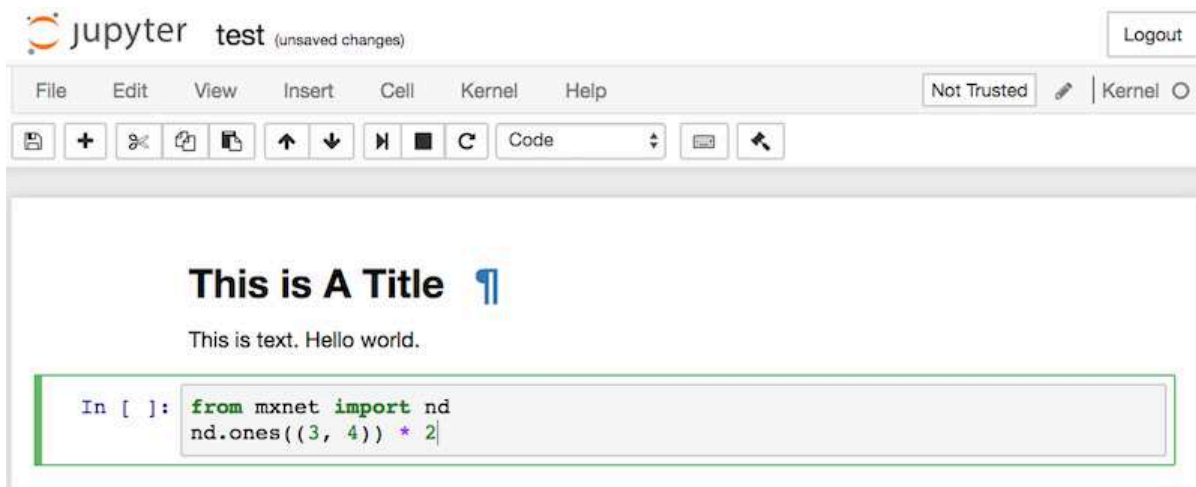 jupyter test (unsaved changes) Logout
File Edit View Insert Cell Kernel Help Not Trusted Kernel
Code
This is A Title ¶
This is text. Hello world.
In [ ]: from mxnet import nd
nd.ones((3, 4)) * 2